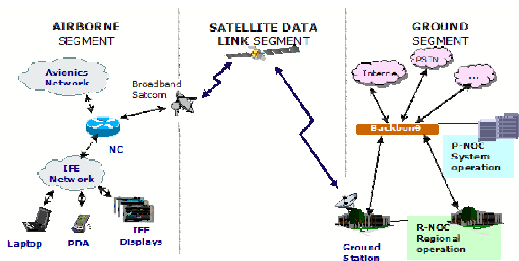 AIRBORNE
SEGMENT
SATELLITE DATA
LINK SEGMENT
GROUND
SEGMENT
Avionics
Network
Broadband
Satcom
NC
IFE
Network
Laptop
PDA
IFE
Displays
Interne
PSTN
...
Backbone
P-NOC
System
operation
Ground
Station
R-NOC
Regional
operation